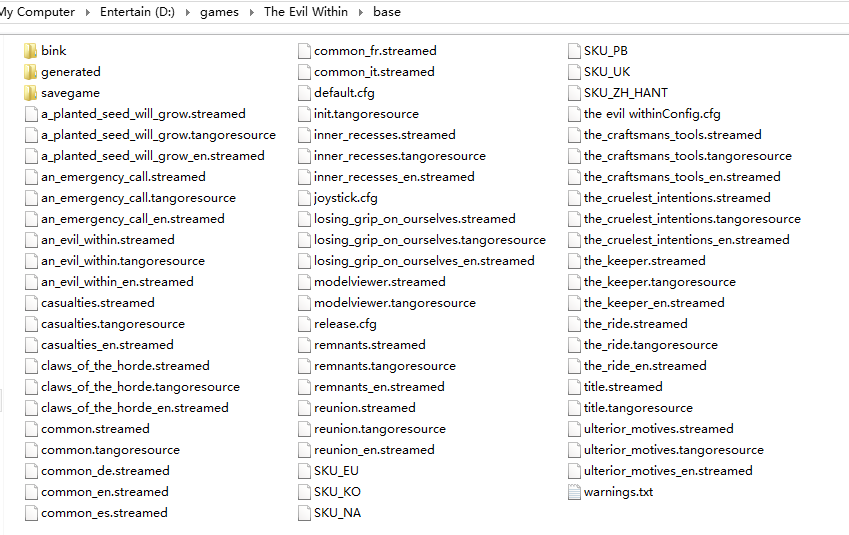 My Computer Entertain (D:) games The Evil Within base
bink
generated
savegame
a_planted_seed_will_grow.streamed
a_planted_seed_will_grow.tangoresource
a_planted_seed_will_grow_en.streamed
an_emergency_call.streamed
an_emergency_call.tangoresource
an_emergency_call_en.streamed
an_evil_within.streamed
an_evil_within.tangoresource
an_evil_within_en.streamed
casualties.streamed
casualties.tangoresource
casualties_en.streamed
claws_of_the_horde.streamed
claws_of_the_horde.tangoresource
claws_of_the_horde_en.streamed
common.streamed
common.tangoresource
common_de.streamed
common_en.streamed
common_es.streamed
common_fr.streamed
common_it.streamed
default.cfg
init.tangoresource
inner_recesses.streamed
inner_recesses.tangoresource
inner_recesses_en.streamed
joystick.cfg
losing_grip_on_ourselves.streamed
losing_grip_on_ourselves.tangoresource
losing_grip_on_ourselves_en.streamed
modelviewer.streamed
modelviewer.tangoresource
release.cfg
remnants.streamed
remnants.tangoresource
remnants_en.streamed
reunion.streamed
reunion.tangoresource
reunion_en.streamed
SKU_EU
SKU_KO
SKU_NA
SKU_PB
SKU_UK
SKU_ZH_HANT
the evil withinConfig.cfg
the_craftsmans_tools.streamed
the_craftsmans_tools.tangoresource
the_craftsmans_tools_en.streamed
the_cruelest_intentions.streamed
the_cruelest_intentions.tangoresource
the_cruelest_intentions_en.streamed
the_keeper.streamed
the_keeper.tangoresource
the_keeper_en.streamed
the_ride.streamed
the_ride.tangoresource
the_ride_en.streamed
title.streamed
title.tangoresource
ulterior_motives.streamed
ulterior_motives.tangoresource
ulterior_motives_en.streamed
warnings.txt